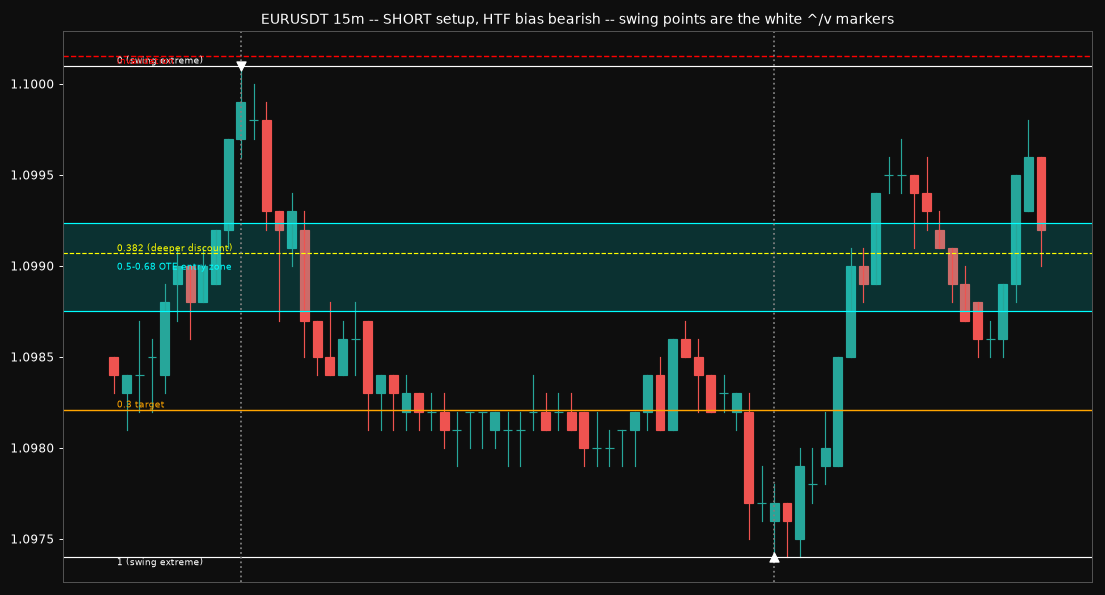 EURUSDT 15m -- SHORT setup, HTF bias bearish -- swing points are the white ^/v markers
0 (swing extreme)
1.1000
1.0995
0.382 (deeper discount)
1.0990
0.5-0.68 OTE entry zone
1.0985
0.3 target
1.0980
1.0975
1 (swing extreme)